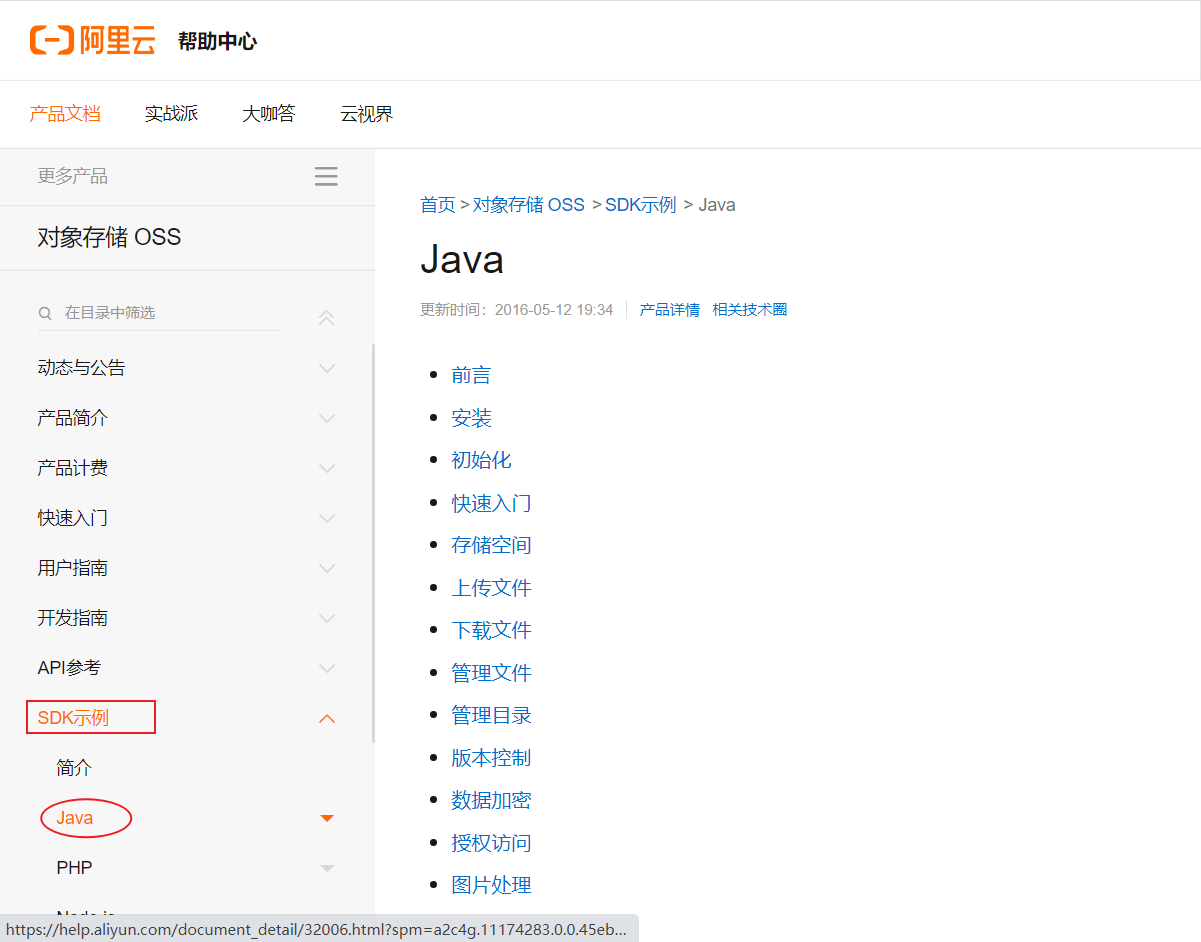 阿里云 帮助中心
产品文档 实战派 大咖答 云视界
更多产品
对象存储 OSS
在目录中筛选
动态与公告
产品简介
产品计费
快速入门
用户指南
开发指南
API参考
SDK示例
简介
Java
PHP
首页 > 对象存储 OSS > SDK示例 > Java
Java
更新时间：2016-05-12 19:34 产品详情 相关技术圈
前言
安装
初始化
快速入门
存储空间
上传文件
下载文件
管理文件
管理目录
版本控制
数据加密
授权访问
图片处理
https://help.aliyun.com/document_detail/32006.html?spm=a2c4g.11174283.0.0.45eb...